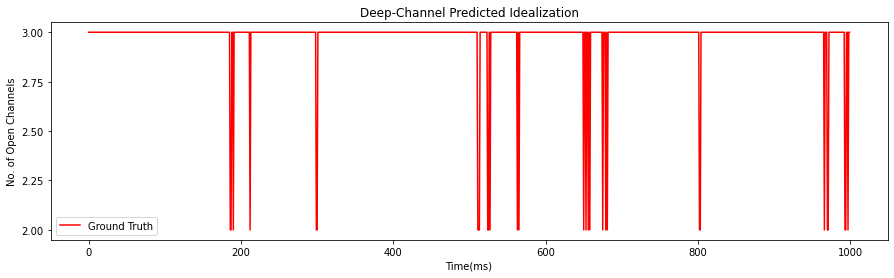 Deep-Channel Predicted Idealization
No. of Open Channels
3.00
2.75
2.50
2.25
2.00
Ground Truth
0
200
400
600
800
1000
Time(ms)